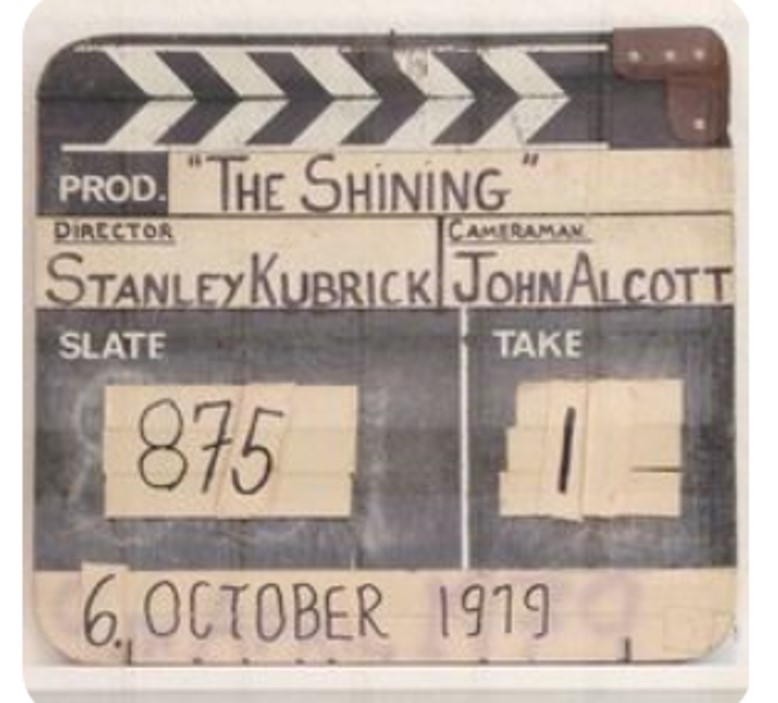 PROD. "THE SHINING"
DIRECTOR CAMERAMAN
STANLEY KUBRICK JOHN ALCOTT
SLATE TAKE
875 1
6. OCTOBER 1979